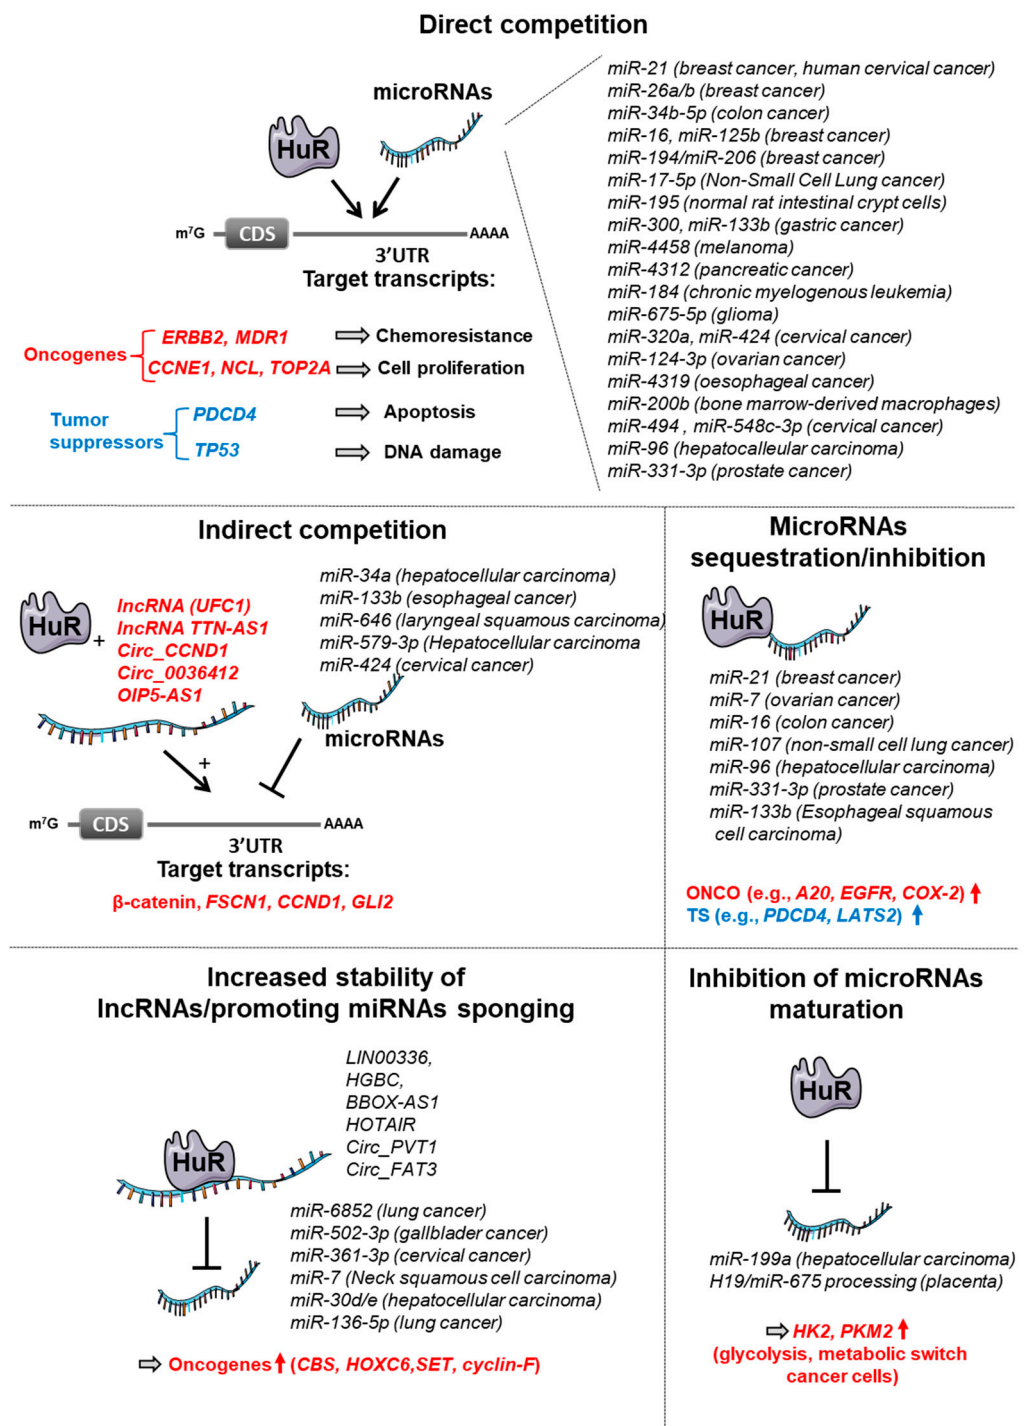 Direct competition
microRNAs
HuR
m⁷G
CDS
AAAA
3'UTR
Target transcripts:
Oncogenes
ERBB2, MDR1
Chemoresistance
CCNE1, NCL, TOP2A
Cell proliferation
Tumor
suppressors
PDCD4
Apoptosis
TP53
DNA damage
miR-21 (breast cancer, human cervical cancer)
miR-26a/b (breast cancer)
miR-34b-5p (colon cancer)
miR-16, miR-125b (breast cancer)
miR-194/miR-206 (breast cancer)
miR-17-5p (Non-Small Cell Lung cancer)
miR-195 (normal rat intestinal crypt cells)
miR-300, miR-133b (gastric cancer)
miR-4458 (melanoma)
miR-4312 (pancreatic cancer)
miR-184 (chronic myelogenous leukemia)
miR-675-5p (glioma)
miR-320a, miR-424 (cervical cancer)
miR-124-3p (ovarian cancer)
miR-4319 (oesophageal cancer)
miR-200b (bone marrow-derived macrophages)
miR-494 , miR-548c-3p (cervical cancer)
miR-96 (hepatocalleular carcinoma)
miR-331-3p (prostate cancer)
Indirect competition
HuR
+
lncRNA (UFC1)
lncRNA TTN-AS1
Circ_CCND1
Circ_0036412
OIP5-AS1
miR-34a (hepatocellular carcinoma)
miR-133b (esophageal cancer)
miR-646 (laryngeal squamous carcinoma)
miR-579-3p (Hepatocellular carcinoma
miR-424 (cervical cancer)
microRNAs
+
m⁷G
CDS
AAAA
3'UTR
Target transcripts:
β-catenin, FSCN1, CCND1, GLI2
MicroRNAs
sequestration/inhibition
HuR
miR-21 (breast cancer)
miR-7 (ovarian cancer)
miR-16 (colon cancer)
miR-107 (non-small cell lung cancer)
miR-96 (hepatocellular carcinoma)
miR-331-3p (prostate cancer)
miR-133b (Esophageal squamous
cell carcinoma)
ONCO (e.g., A20, EGFR, COX-2)
TS (e.g., PDCD4, LATS2)
Increased stability of
lncRNAs/promoting miRNAs sponging
LIN00336,
HGBC,
BBOX-AS1
HOTAIR
Circ_PVT1
Circ_FAT3
HuR
miR-6852 (lung cancer)
miR-502-3p (gallblader cancer)
miR-361-3p (cervical cancer)
miR-7 (Neck squamous cell carcinoma)
miR-30d/e (hepatocellular carcinoma)
miR-136-5p (lung cancer)
Oncogenes (CBS, HOXC6,SET, cyclin-F)
Inhibition of microRNAs
maturation
HuR
miR-199a (hepatocellular carcinoma)
H19/miR-675 processing (placenta)
HK2, PKM2
(glycolysis, metabolic switch
cancer cells)